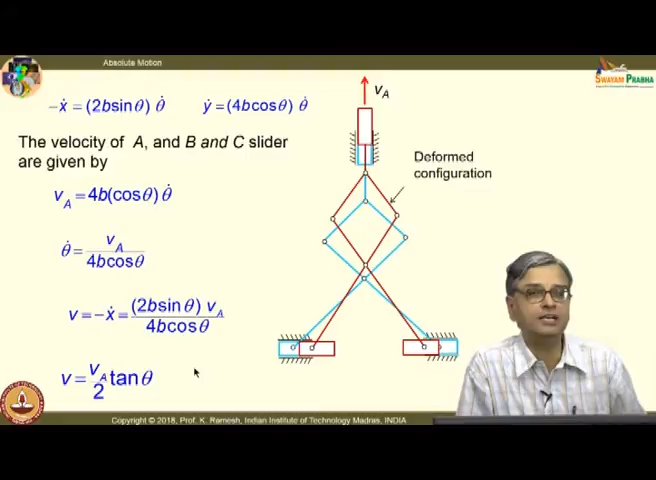 Absolute Motion
SWAYAM PRABHA
−ẋ = (2bsinθ) θ̇    ẏ = (4bcosθ) θ̇
v_A
The velocity of A, and B and C slider
are given by
Deformed
configuration
v_A = 4b(cosθ) θ̇
θ̇ = v_A / 4bcosθ
v = −ẋ = (2bsinθ) v_A / 4bcosθ
v = v_A / 2 tanθ
Copyright © 2018, Prof. K. Ramesh, Indian Institute of Technology Madras, INDIA